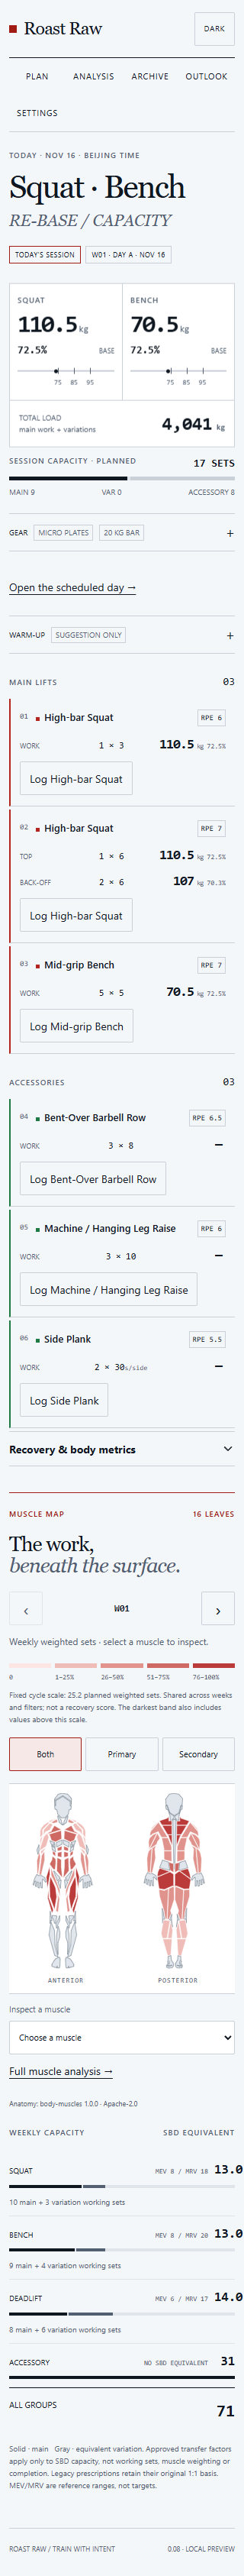 Roast Raw
DARK
PLAN ANALYSIS ARCHIVE OUTLOOK
SETTINGS
TODAY · NOV 16 · BEIJING TIME
Squat · Bench
RE-BASE / CAPACITY
TODAY'S SESSION W01 · DAY A · NOV 16
SQUAT BENCH
110.5 kg 70.5 kg
72.5% BASE 72.5% BASE
75 85 95 75 85 95
TOTAL LOAD
main work + variations
4,041 kg
SESSION CAPACITY · PLANNED 17 SETS
MAIN 9 VAR 0 ACCESSORY 8
GEAR MICRO PLATES 20 KG BAR +
Open the scheduled day →
WARM-UP SUGGESTION ONLY +
MAIN LIFTS 03
01 High-bar Squat RPE 6
WORK 1 × 3 110.5 kg 72.5%
Log High-bar Squat
02 High-bar Squat RPE 7
TOP 1 × 6 110.5 kg 72.5%
BACK-OFF 2 × 6 107 kg 70.3%
Log High-bar Squat
03 Mid-grip Bench RPE 7
WORK 5 × 5 70.5 kg 72.5%
Log Mid-grip Bench
ACCESSORIES 03
04 Bent-Over Barbell Row RPE 6.5
WORK 3 × 8 —
Log Bent-Over Barbell Row
05 Machine / Hanging Leg Raise RPE 6
WORK 3 × 10 —
Log Machine / Hanging Leg Raise
06 Side Plank RPE 5.5
WORK 2 × 30s/side —
Log Side Plank
Recovery & body metrics
MUSCLE MAP 16 LEAVES
The work,
beneath the surface.
‹ W01 ›
Weekly weighted sets · select a muscle to inspect.
0 1–25% 26–50% 51–75% 76–100%
Fixed cycle scale: 25.2 planned weighted sets. Shared across weeks
and filters; not a recovery score. The darkest band also includes
values above this scale.
Both Primary Secondary
ANTERIOR POSTERIOR
Inspect a muscle
Choose a muscle
Full muscle analysis →
Anatomy: body-muscles 1.0.0 · Apache-2.0
WEEKLY CAPACITY SBD EQUIVALENT
SQUAT MEV 8 / MRV 18 13.0
10 main + 3 variation working sets
BENCH MEV 8 / MRV 20 13.0
9 main + 4 variation working sets
DEADLIFT MEV 6 / MRV 17 14.0
8 main + 6 variation working sets
ACCESSORY NO SBD EQUIVALENT 31
ALL GROUPS 71
Solid · main Gray · equivalent variation. Approved transfer factors
apply only to SBD capacity, not working sets, muscle weighting or
completion. Legacy prescriptions retain their original 1:1 basis.
MEV/MRV are reference ranges, not targets.
ROAST RAW / TRAIN WITH INTENT 0.08 · LOCAL PREVIEW